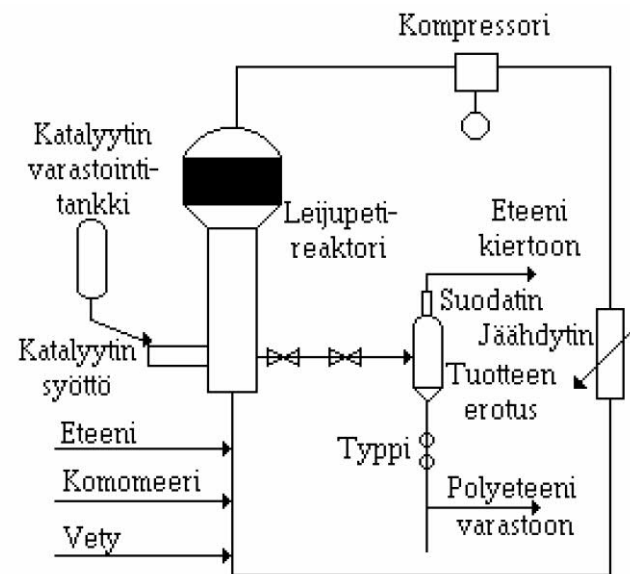 Kompressori
Katalyytin
varastointi-
tankki
Leijupeti-
reaktori
Eteeni
kiertoon
Suodatin
Jäähdytin
Katalyytin
syöttö
Tuotteen
erotus
Eteeni
Typpi
Komomeeri
Polyeteeni
varastoon
Vety